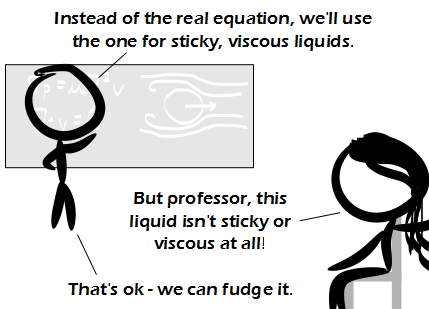 Instead of the real equation, we'll use
the one for sticky, viscous liquids.
But professor, this
liquid isn't sticky or
viscous at all!
That's ok - we can fudge it.